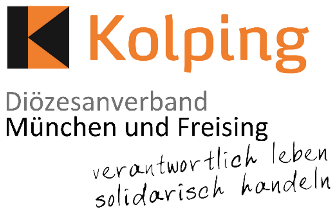 Kolping
Diözesanverband
München und Freising
verantwortlich leben
solidarisch handeln